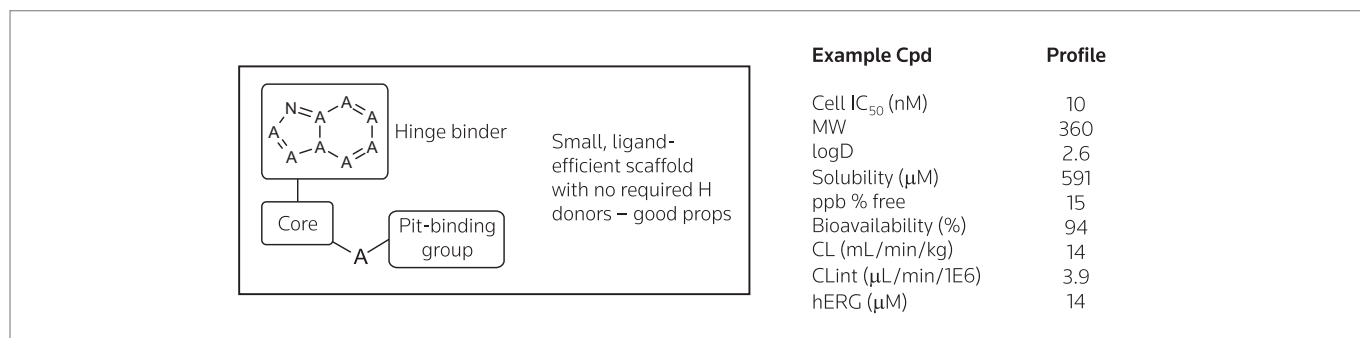 N A A A A A A A A
Hinge binder
Core
A
Pit-binding
group
Small, ligand-
efficient scaffold
with no required H
donors – good props
Example Cpd Profile
Cell IC50 (nM) 10
MW 360
logD 2.6
Solubility (μM) 591
ppb % free 15
Bioavailability (%) 94
CL (mL/min/kg) 14
CLint (μL/min/1E6) 3.9
hERG (μM) 14